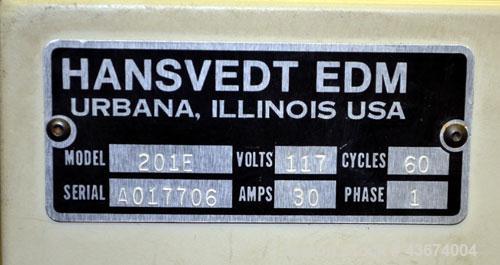 HANSVEDT EDM
URBANA, ILLINOIS USA
MODEL 201E VOLTS 117 CYCLES 60
SERIAL A017706 AMPS 30 PHASE 1
43674004